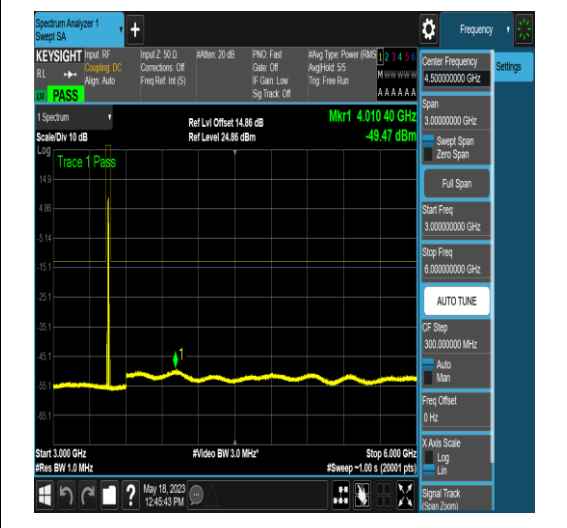 Spectrum Analyzer 1
Swept SA
Frequency
KEYSIGHT
RL
Input: RF
Coupling: DC
Align: Auto
Input Z: 50 Ω
Corrections: Off
Freq Ref: Int (S)
#Atten: 20 dB
PNO: Fast
Gate: Off
IF Gain: Low
Sig Track: Off
#Avg Type: Power (RMS
Avg|Hold: 5/5
Trig: Free Run
1 2 3 4 5 6
M W W W W W
A A A A A A
PASS
1 Spectrum
Scale/Div 10 dB
Ref Lvl Offset 14.86 dB
Ref Level 24.86 dBm
Mkr1 4.010 40 GHz
-49.47 dBm
Log
Trace 1 Pass
14.9
4.86
-5.14
-15.1
-25.1
-35.1
-45.1
-55.1
-65.1
1
Start 3.000 GHz
#Res BW 1.0 MHz
#Video BW 3.0 MHz*
Stop 6.000 GHz
#Sweep ~1.00 s (20001 pts)
May 18, 2023
12:45:43 PM
Center Frequency
4.500000000 GHz
Span
3.00000000 GHz
Swept Span
Zero Span
Full Span
Start Freq
3.000000000 GHz
Stop Freq
6.000000000 GHz
AUTO TUNE
CF Step
300.000000 MHz
Auto
Man
Freq Offset
0 Hz
X Axis Scale
Log
Lin
Signal Track
(Span Zoom)
Settings